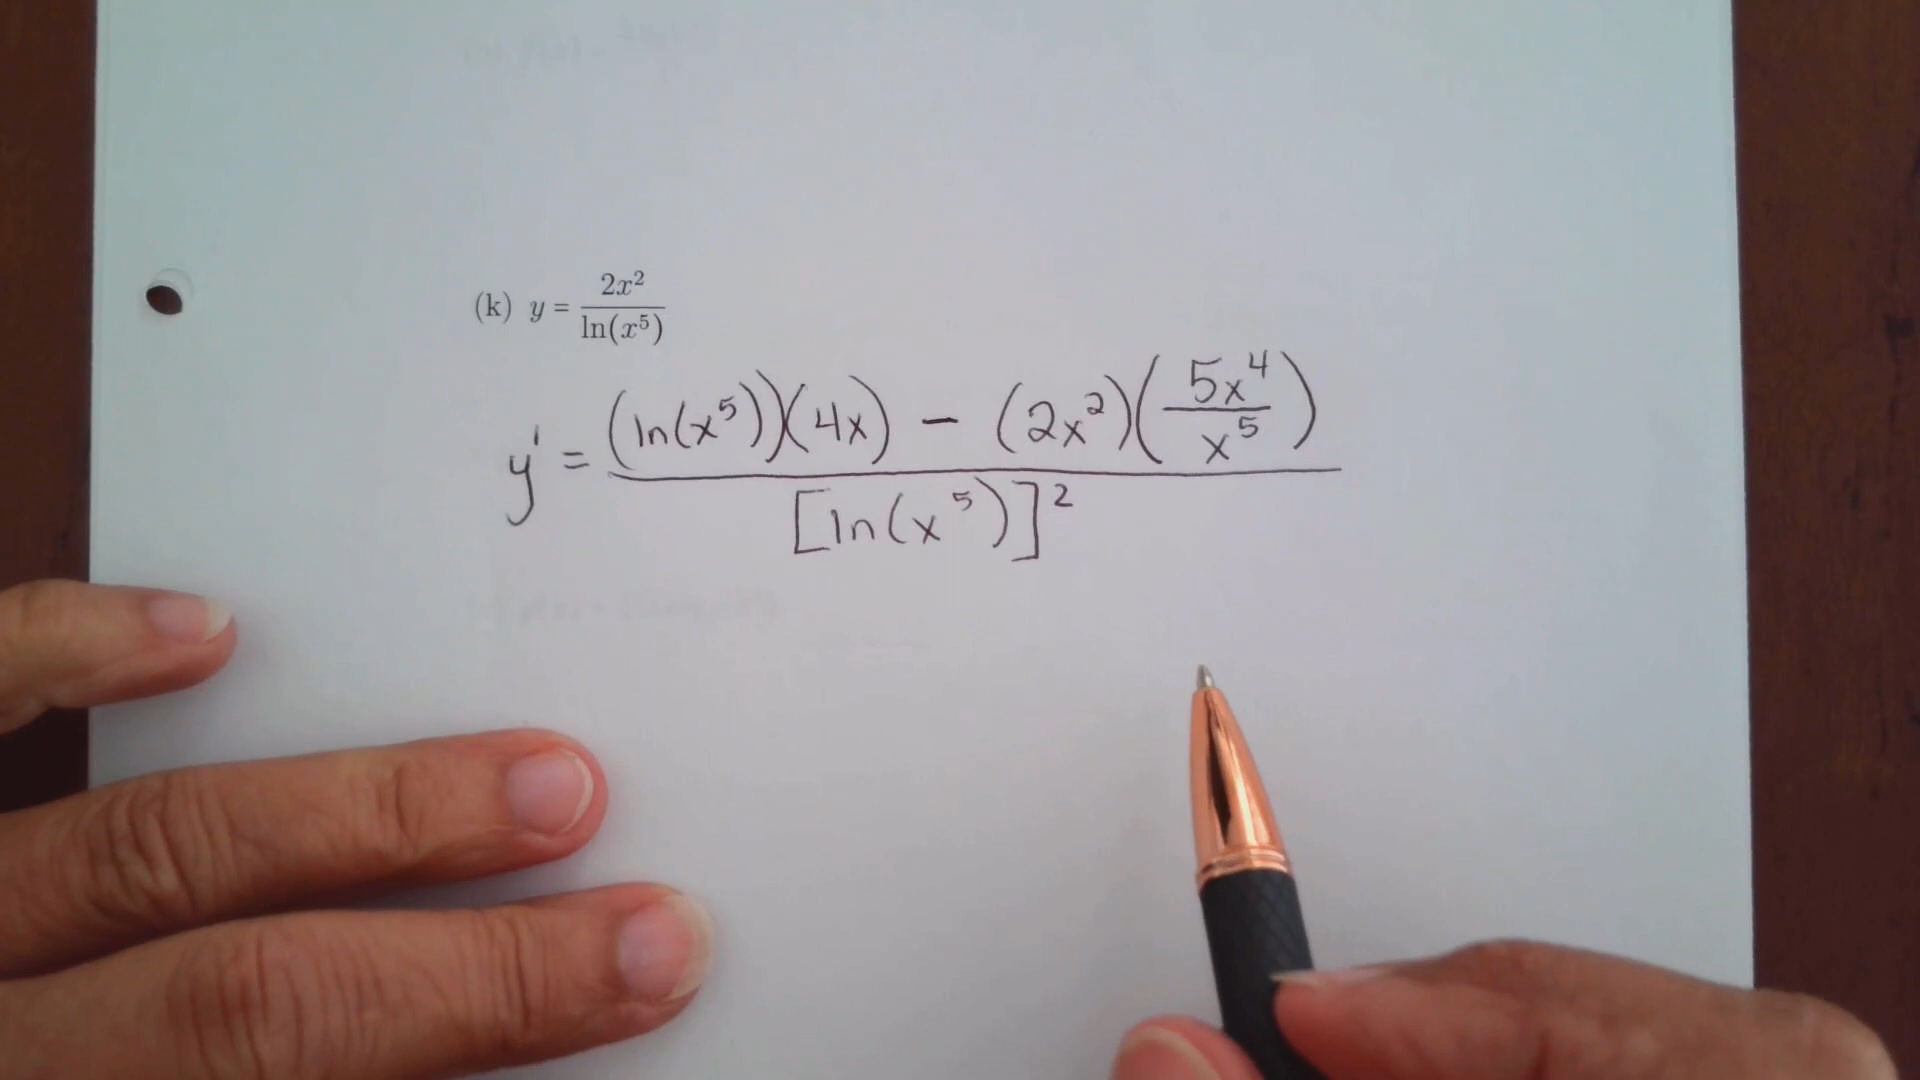 (k) y = 2x² / ln(x⁵)
y' = (ln(x⁵))(4x) − (2x²)(5x⁴ / x⁵) / [ln(x⁵)]²